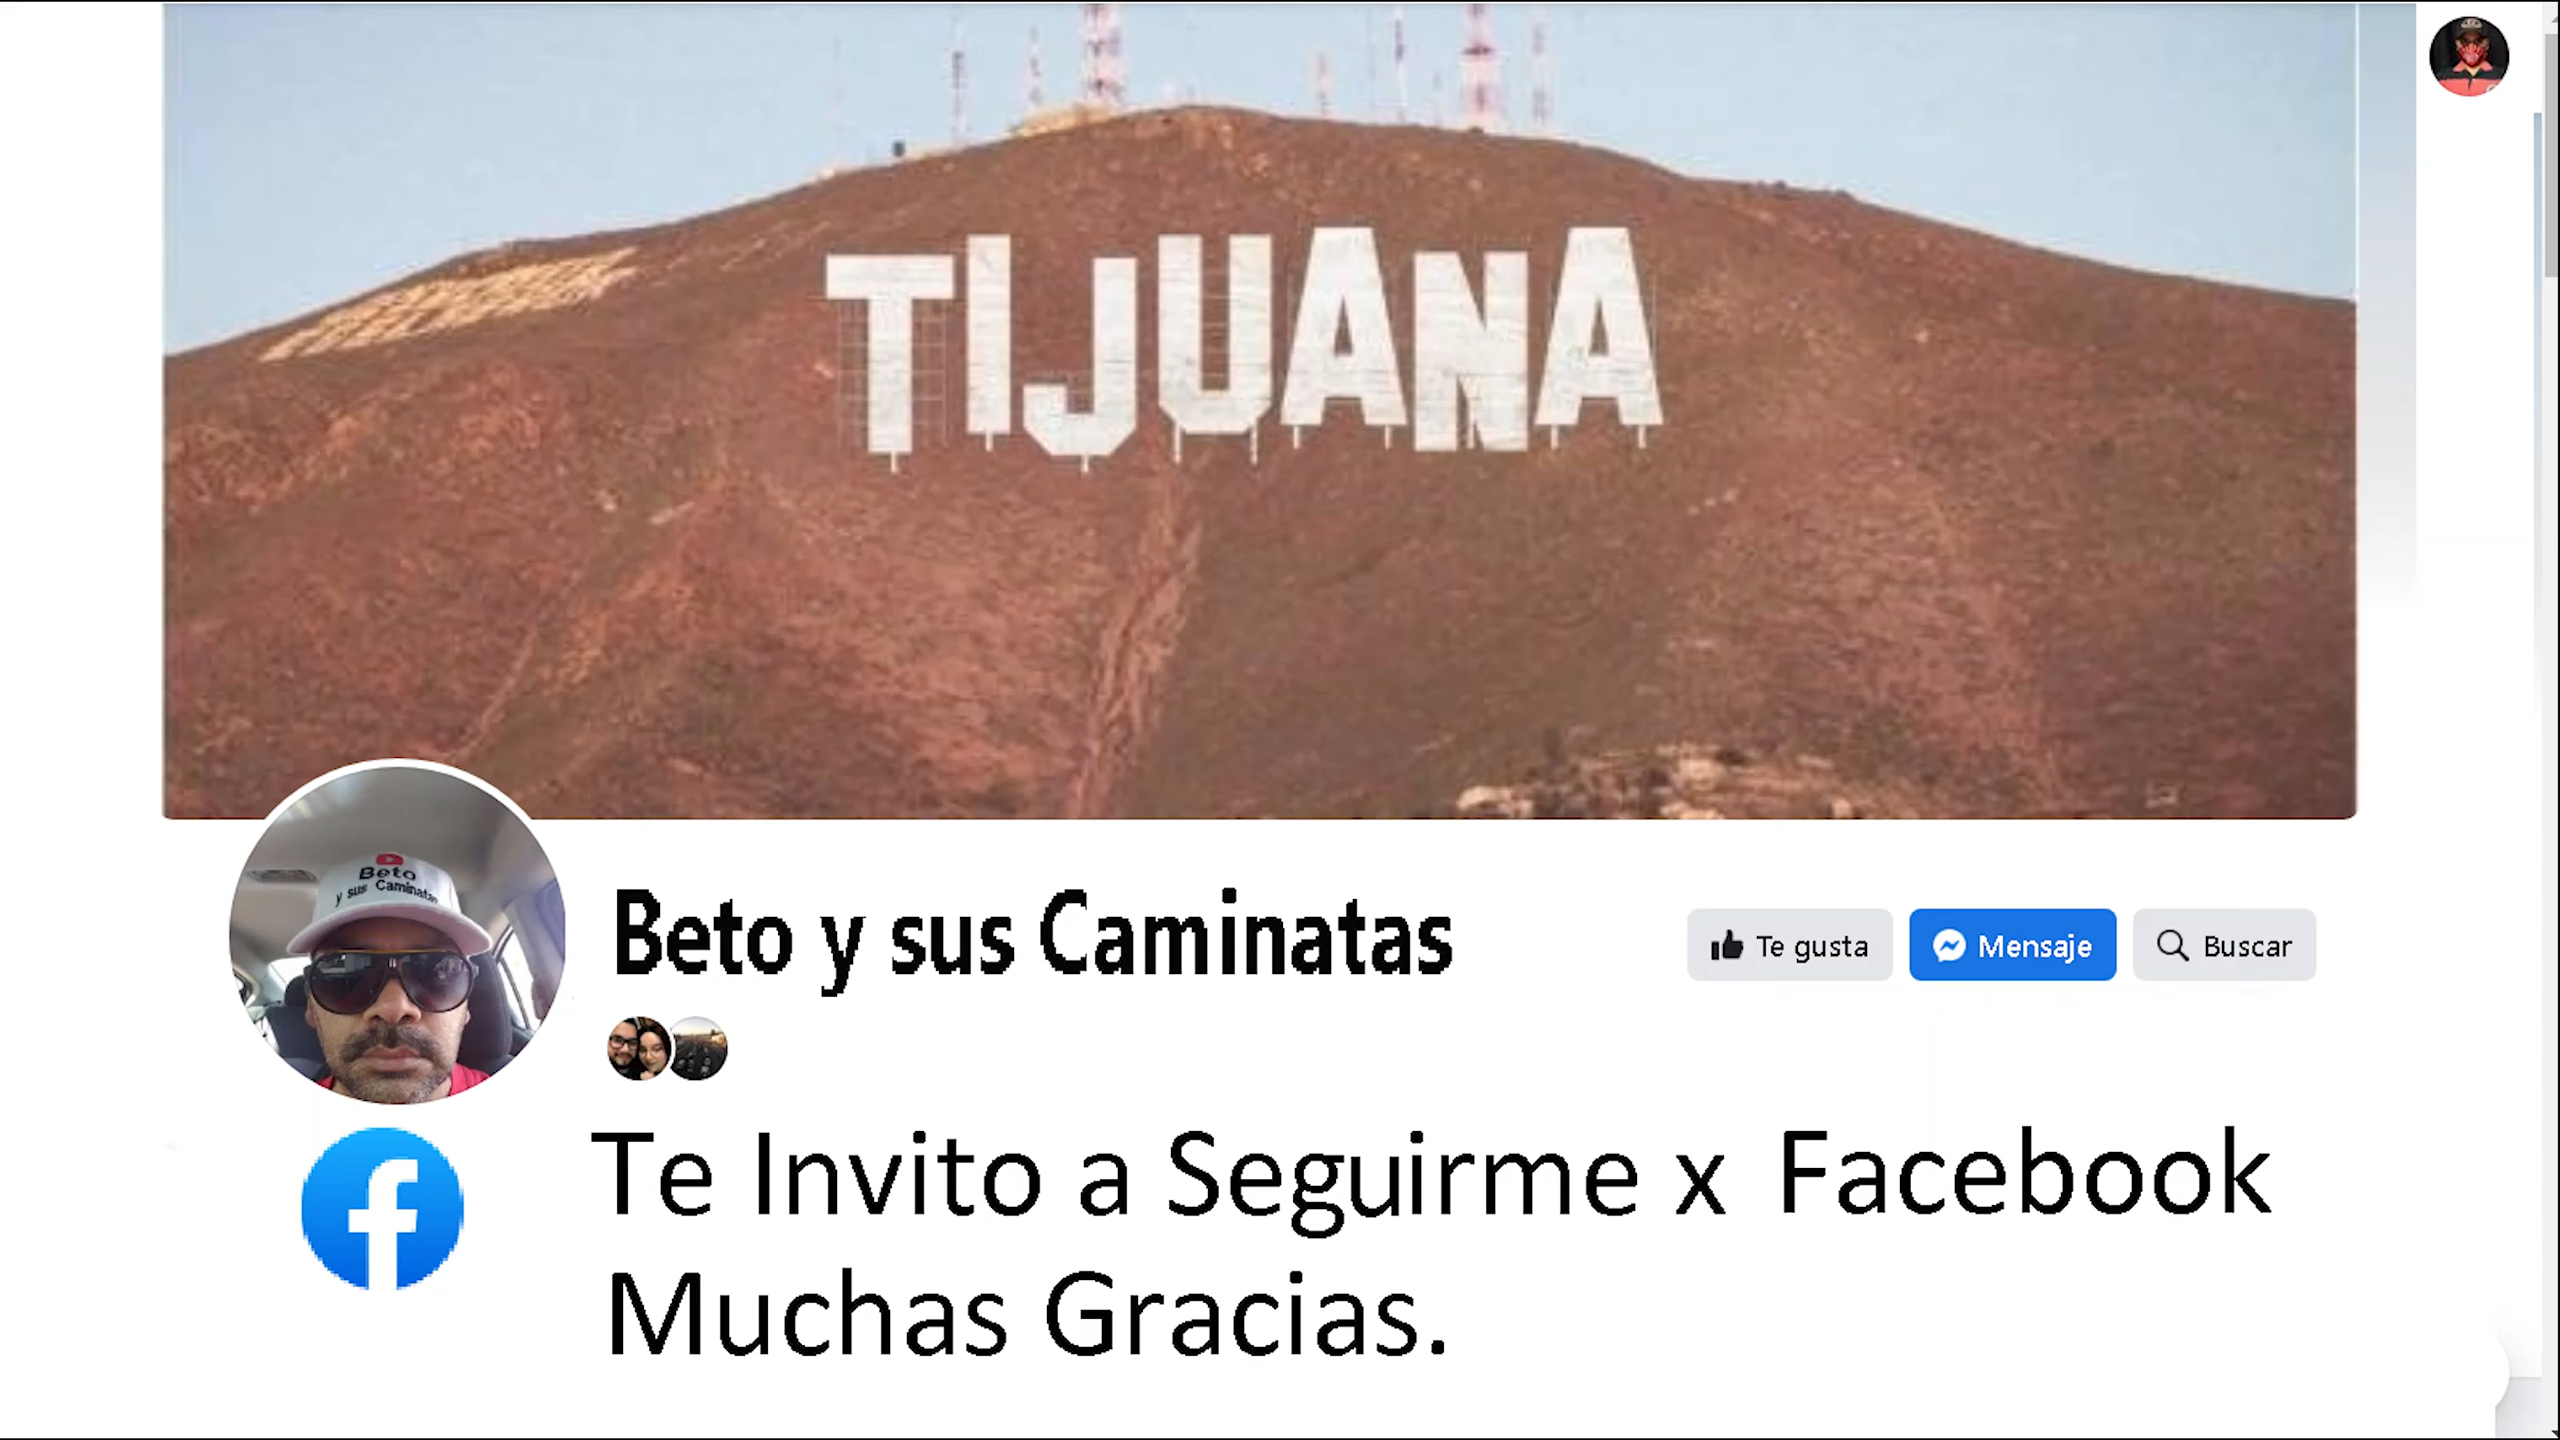 TIJUANA
Beto
y sus Caminatas
Beto y sus Caminatas
Te gusta
Mensaje
Buscar
Te Invito a Seguirme x Facebook
Muchas Gracias.